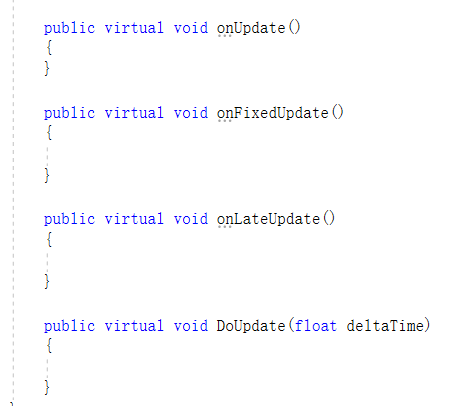 public virtual void onUpdate()
{
}
public virtual void onFixedUpdate()
{
}
public virtual void onLateUpdate()
{
}
public virtual void DoUpdate(float deltaTime)
{
}